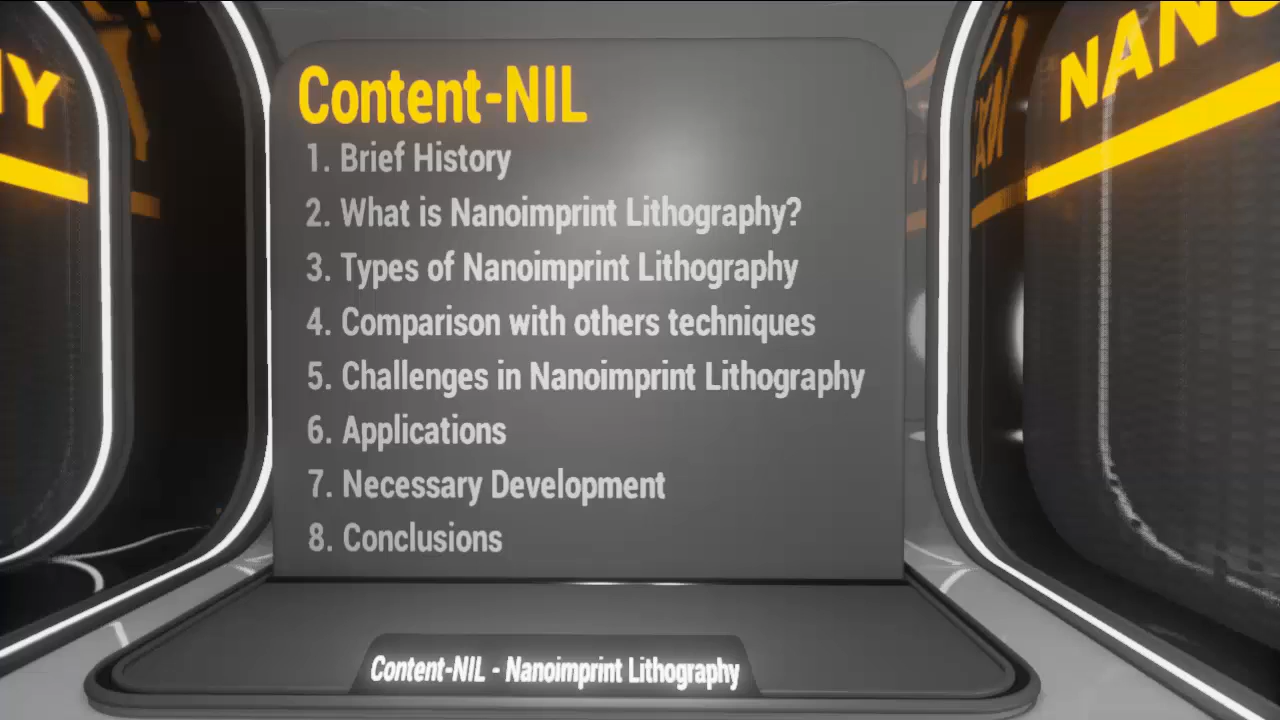 Content-NIL
1. Brief History
2. What is Nanoimprint Lithography?
3. Types of Nanoimprint Lithography
4. Comparison with others techniques
5. Challenges in Nanoimprint Lithography
6. Applications
7. Necessary Development
8. Conclusions
Content-NIL - Nanoimprint Lithography